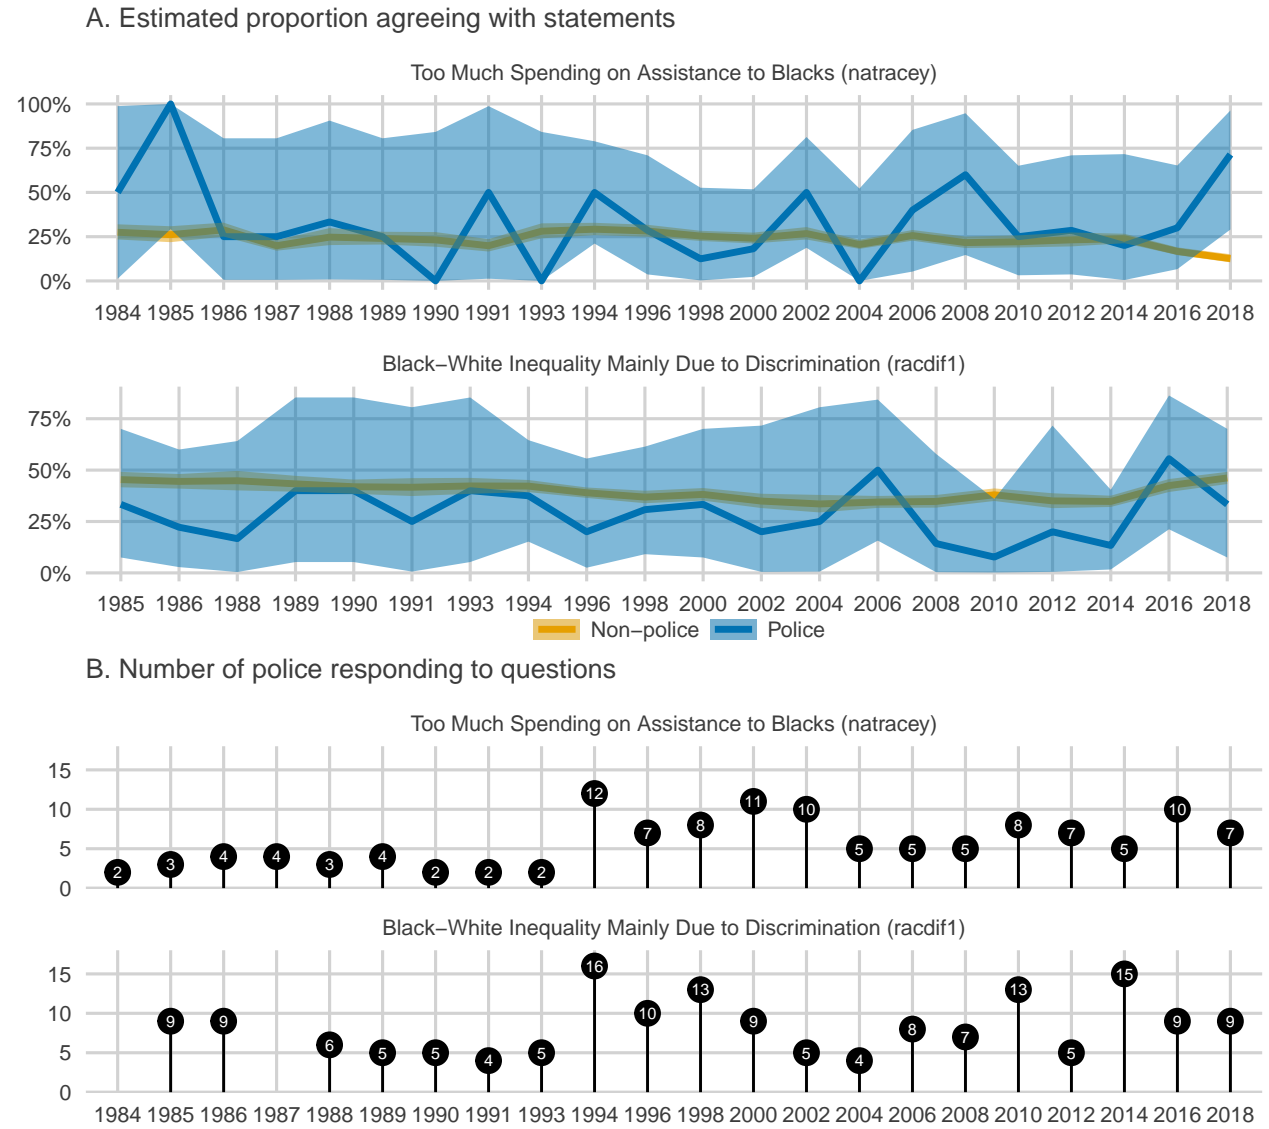 A. Estimated proportion agreeing with statements
Too Much Spending on Assistance to Blacks (natracey)
100%
75%
50%
25%
0%
1984 1985 1986 1987 1988 1989 1990 1991 1993 1994 1996 1998 2000 2002 2004 2006 2008 2010 2012 2014 2016 2018
Black−White Inequality Mainly Due to Discrimination (racdif1)
75%
50%
25%
0%
1985 1986 1988 1989 1990 1991 1993 1994 1996 1998 2000 2002 2004 2006 2008 2010 2012 2014 2016 2018
Non−police Police
B. Number of police responding to questions
Too Much Spending on Assistance to Blacks (natracey)
15
10
5
0
2 3 4 4 3 4 2 2 2 12 7 8 11 10 5 5 5 8 7 5 10 7
Black−White Inequality Mainly Due to Discrimination (racdif1)
15
10
5
0
9 9 6 5 5 4 5 16 10 13 9 5 4 8 7 13 5 15 9 9
1984 1985 1986 1987 1988 1989 1990 1991 1993 1994 1996 1998 2000 2002 2004 2006 2008 2010 2012 2014 2016 2018